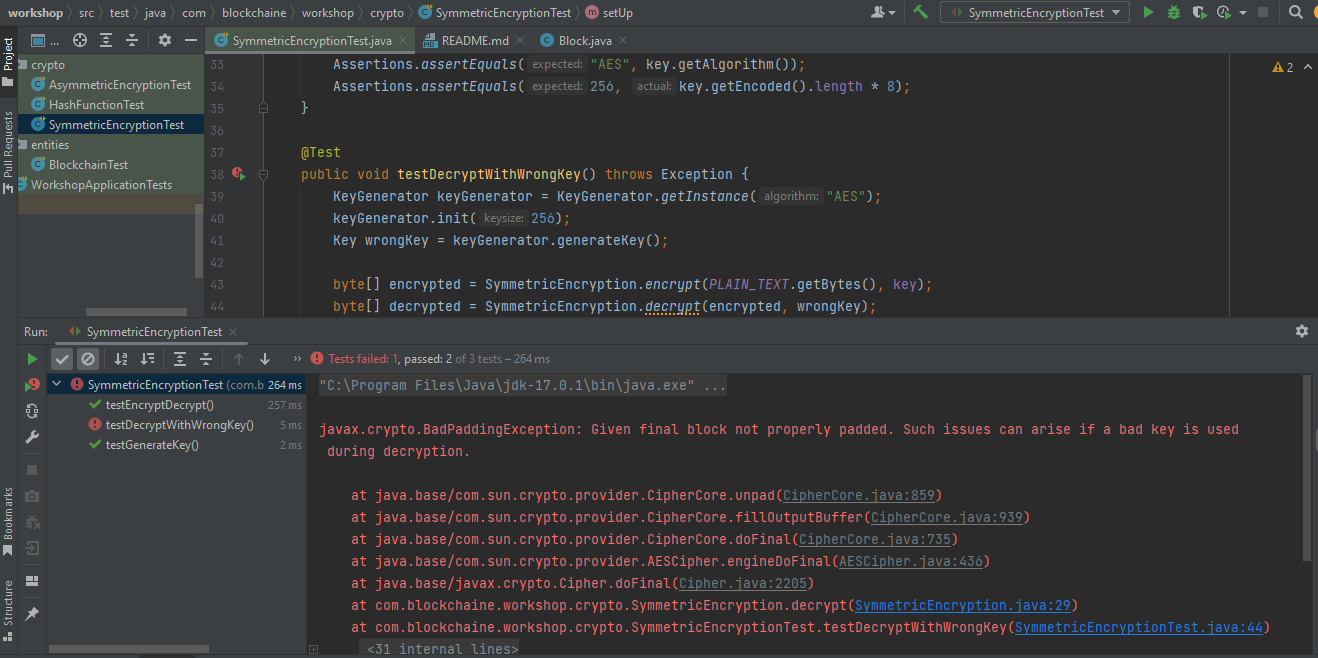 workshop src test java com blockchaine workshop crypto SymmetricEncryptionTest m setUp SymmetricEncryptionTest
Project
...
SymmetricEncryptionTest.java README.md Block.java
crypto
AsymmetricEncryptionTest
HashFunctionTest
SymmetricEncryptionTest
entities
BlockchainTest
WorkshopApplicationTests
Pull Requests
33 Assertions.assertEquals( expected: "AES", key.getAlgorithm());
34 Assertions.assertEquals( expected: 256, actual: key.getEncoded().length * 8);
35 }
36
37 @Test
38 public void testDecryptWithWrongKey() throws Exception {
39 KeyGenerator keyGenerator = KeyGenerator.getInstance( algorithm: "AES");
40 keyGenerator.init( keysize: 256);
41 Key wrongKey = keyGenerator.generateKey();
42
43 byte[] encrypted = SymmetricEncryption.encrypt(PLAIN_TEXT.getBytes(), key);
44 byte[] decrypted = SymmetricEncryption.decrypt(encrypted, wrongKey);
2
Run: SymmetricEncryptionTest
Tests failed: 1, passed: 2 of 3 tests – 264 ms
SymmetricEncryptionTest (com.b 264 ms
testEncryptDecrypt() 257 ms
testDecryptWithWrongKey() 5 ms
testGenerateKey() 2 ms
"C:\Program Files\Java\jdk-17.0.1\bin\java.exe" ...
javax.crypto.BadPaddingException: Given final block not properly padded. Such issues can arise if a bad key is used
during decryption.
at java.base/com.sun.crypto.provider.CipherCore.unpad(CipherCore.java:859)
at java.base/com.sun.crypto.provider.CipherCore.fillOutputBuffer(CipherCore.java:939)
at java.base/com.sun.crypto.provider.CipherCore.doFinal(CipherCore.java:735)
at java.base/com.sun.crypto.provider.AESCipher.engineDoFinal(AESCipher.java:436)
at java.base/javax.crypto.Cipher.doFinal(Cipher.java:2205)
at com.blockchaine.workshop.crypto.SymmetricEncryption.decrypt(SymmetricEncryption.java:29)
at com.blockchaine.workshop.crypto.SymmetricEncryptionTest.testDecryptWithWrongKey(SymmetricEncryptionTest.java:44)
<31 internal lines>
Bookmarks
Structure